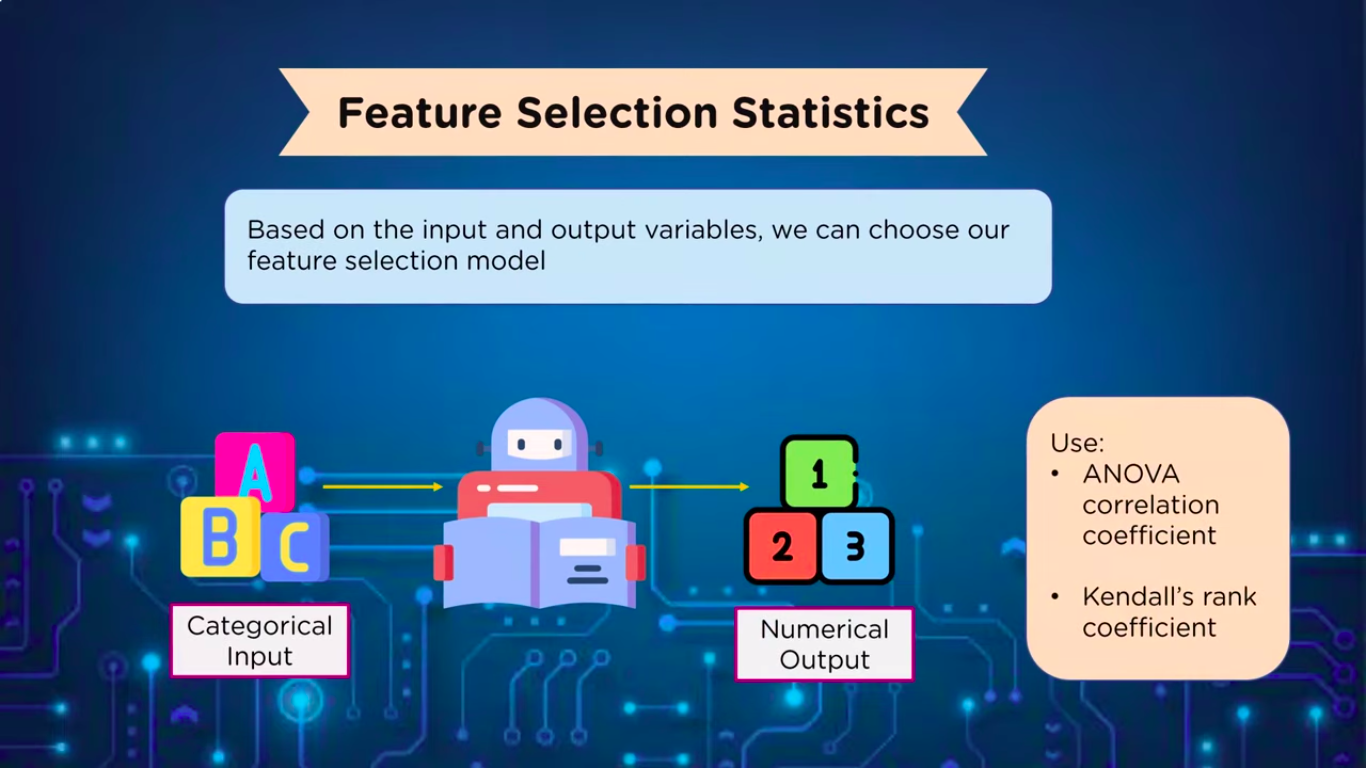 Feature Selection Statistics
Based on the input and output variables, we can choose our
feature selection model
A
B C
Categorical
Input
1
2 3
Numerical
Output
Use:
• ANOVA
correlation
coefficient
• Kendall's rank
coefficient